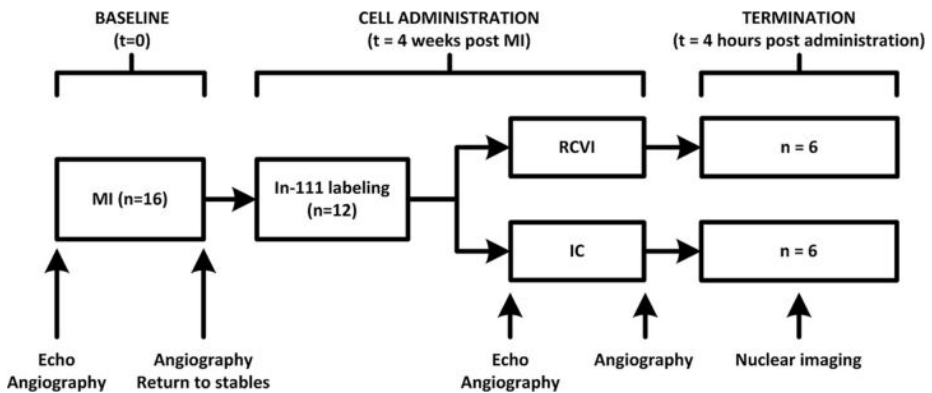 BASELINE
(t=0)
CELL ADMINISTRATION
(t = 4 weeks post MI)
TERMINATION
(t = 4 hours post administration)
MI (n=16)
In-111 labeling
(n=12)
RCVI
n = 6
IC
n = 6
Echo
Angiography
Angiography
Return to stables
Echo
Angiography
Angiography
Nuclear imaging